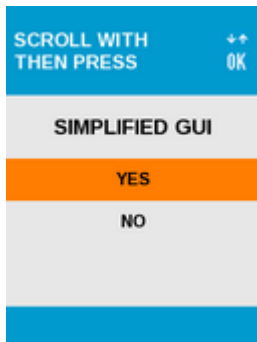 SCROLL WITH ↓↑
THEN PRESS OK
SIMPLIFIED GUI
YES
NO